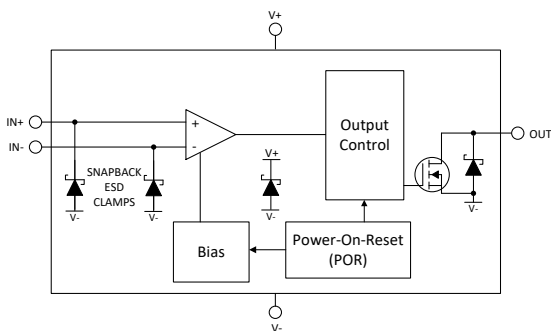 V+
IN+
IN-
+
-
SNAPBACK
ESD
CLAMPS
V-
V-
V+
V-
Output
Control
OUT
V-
Bias
Power-On-Reset
(POR)
V-